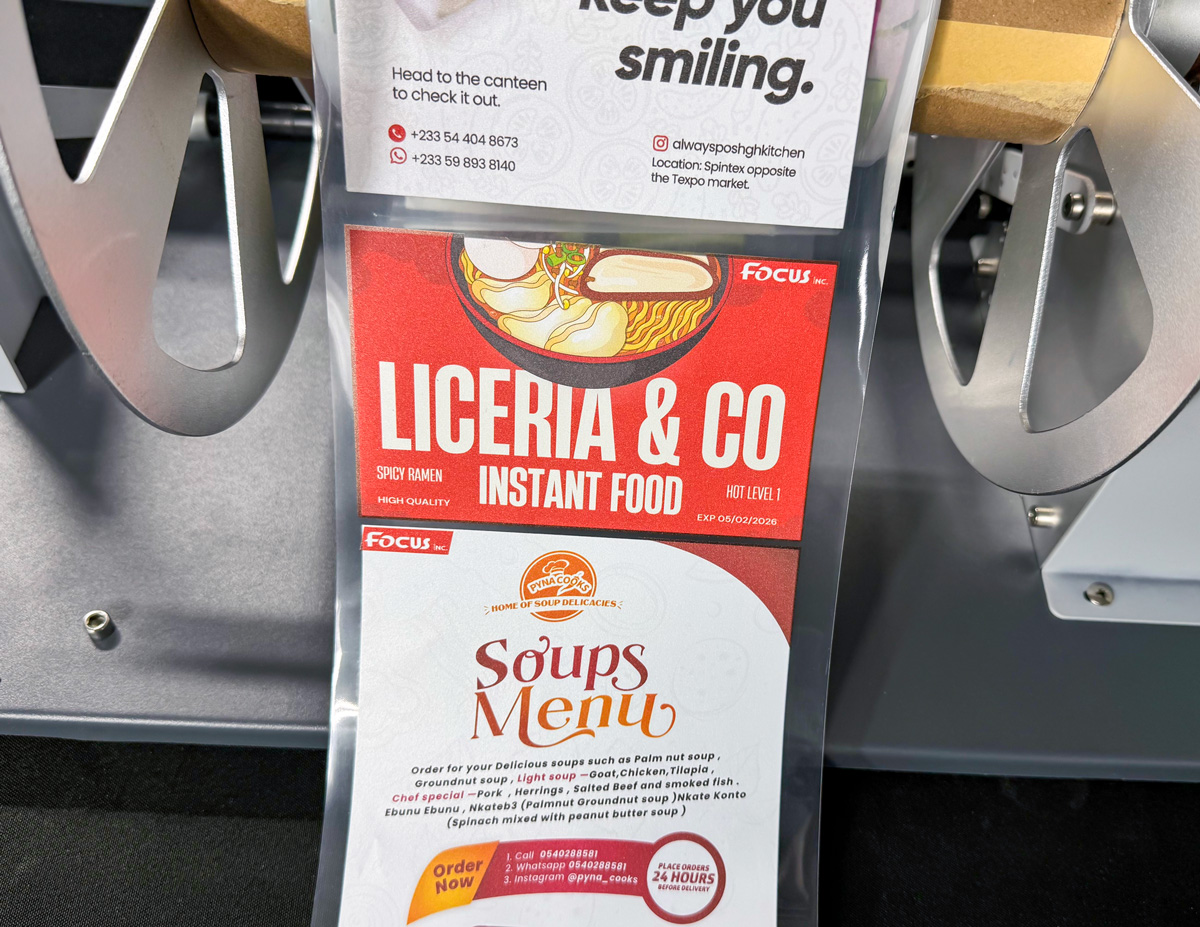 keep you
smiling.
Head to the canteen
to check it out.
+233 54 404 8673
+233 59 893 8140
alwaysposhghkitchen
Location: Spintex opposite
the Texpo market.
FOCUS INC.
LICERIA & CO
SPICY RAMEN
INSTANT FOOD
HOT LEVEL 1
HIGH QUALITY
EXP 05/02/2026
FOCUS INC.
PYNA COOKS
HOME OF SOUP DELICACIES
Soups
Menu
Order for your Delicious soups such as Palm nut soup ,
Groundnut soup , Light soup –Goat,Chicken,Tilapia ,
Chef special –Pork , Herrings , Salted Beef and smoked fish .
Ebunu Ebunu , Nkateb3 (Palmnut Groundnut soup )Nkate Konto
(Spinach mixed with peanut butter soup )
Order
Now
1. Call 0540288581
2. Whatsapp 0540288581
3. Instagram @pyna_cooks
PLACE ORDERS
24 HOURS
BEFORE DELIVERY